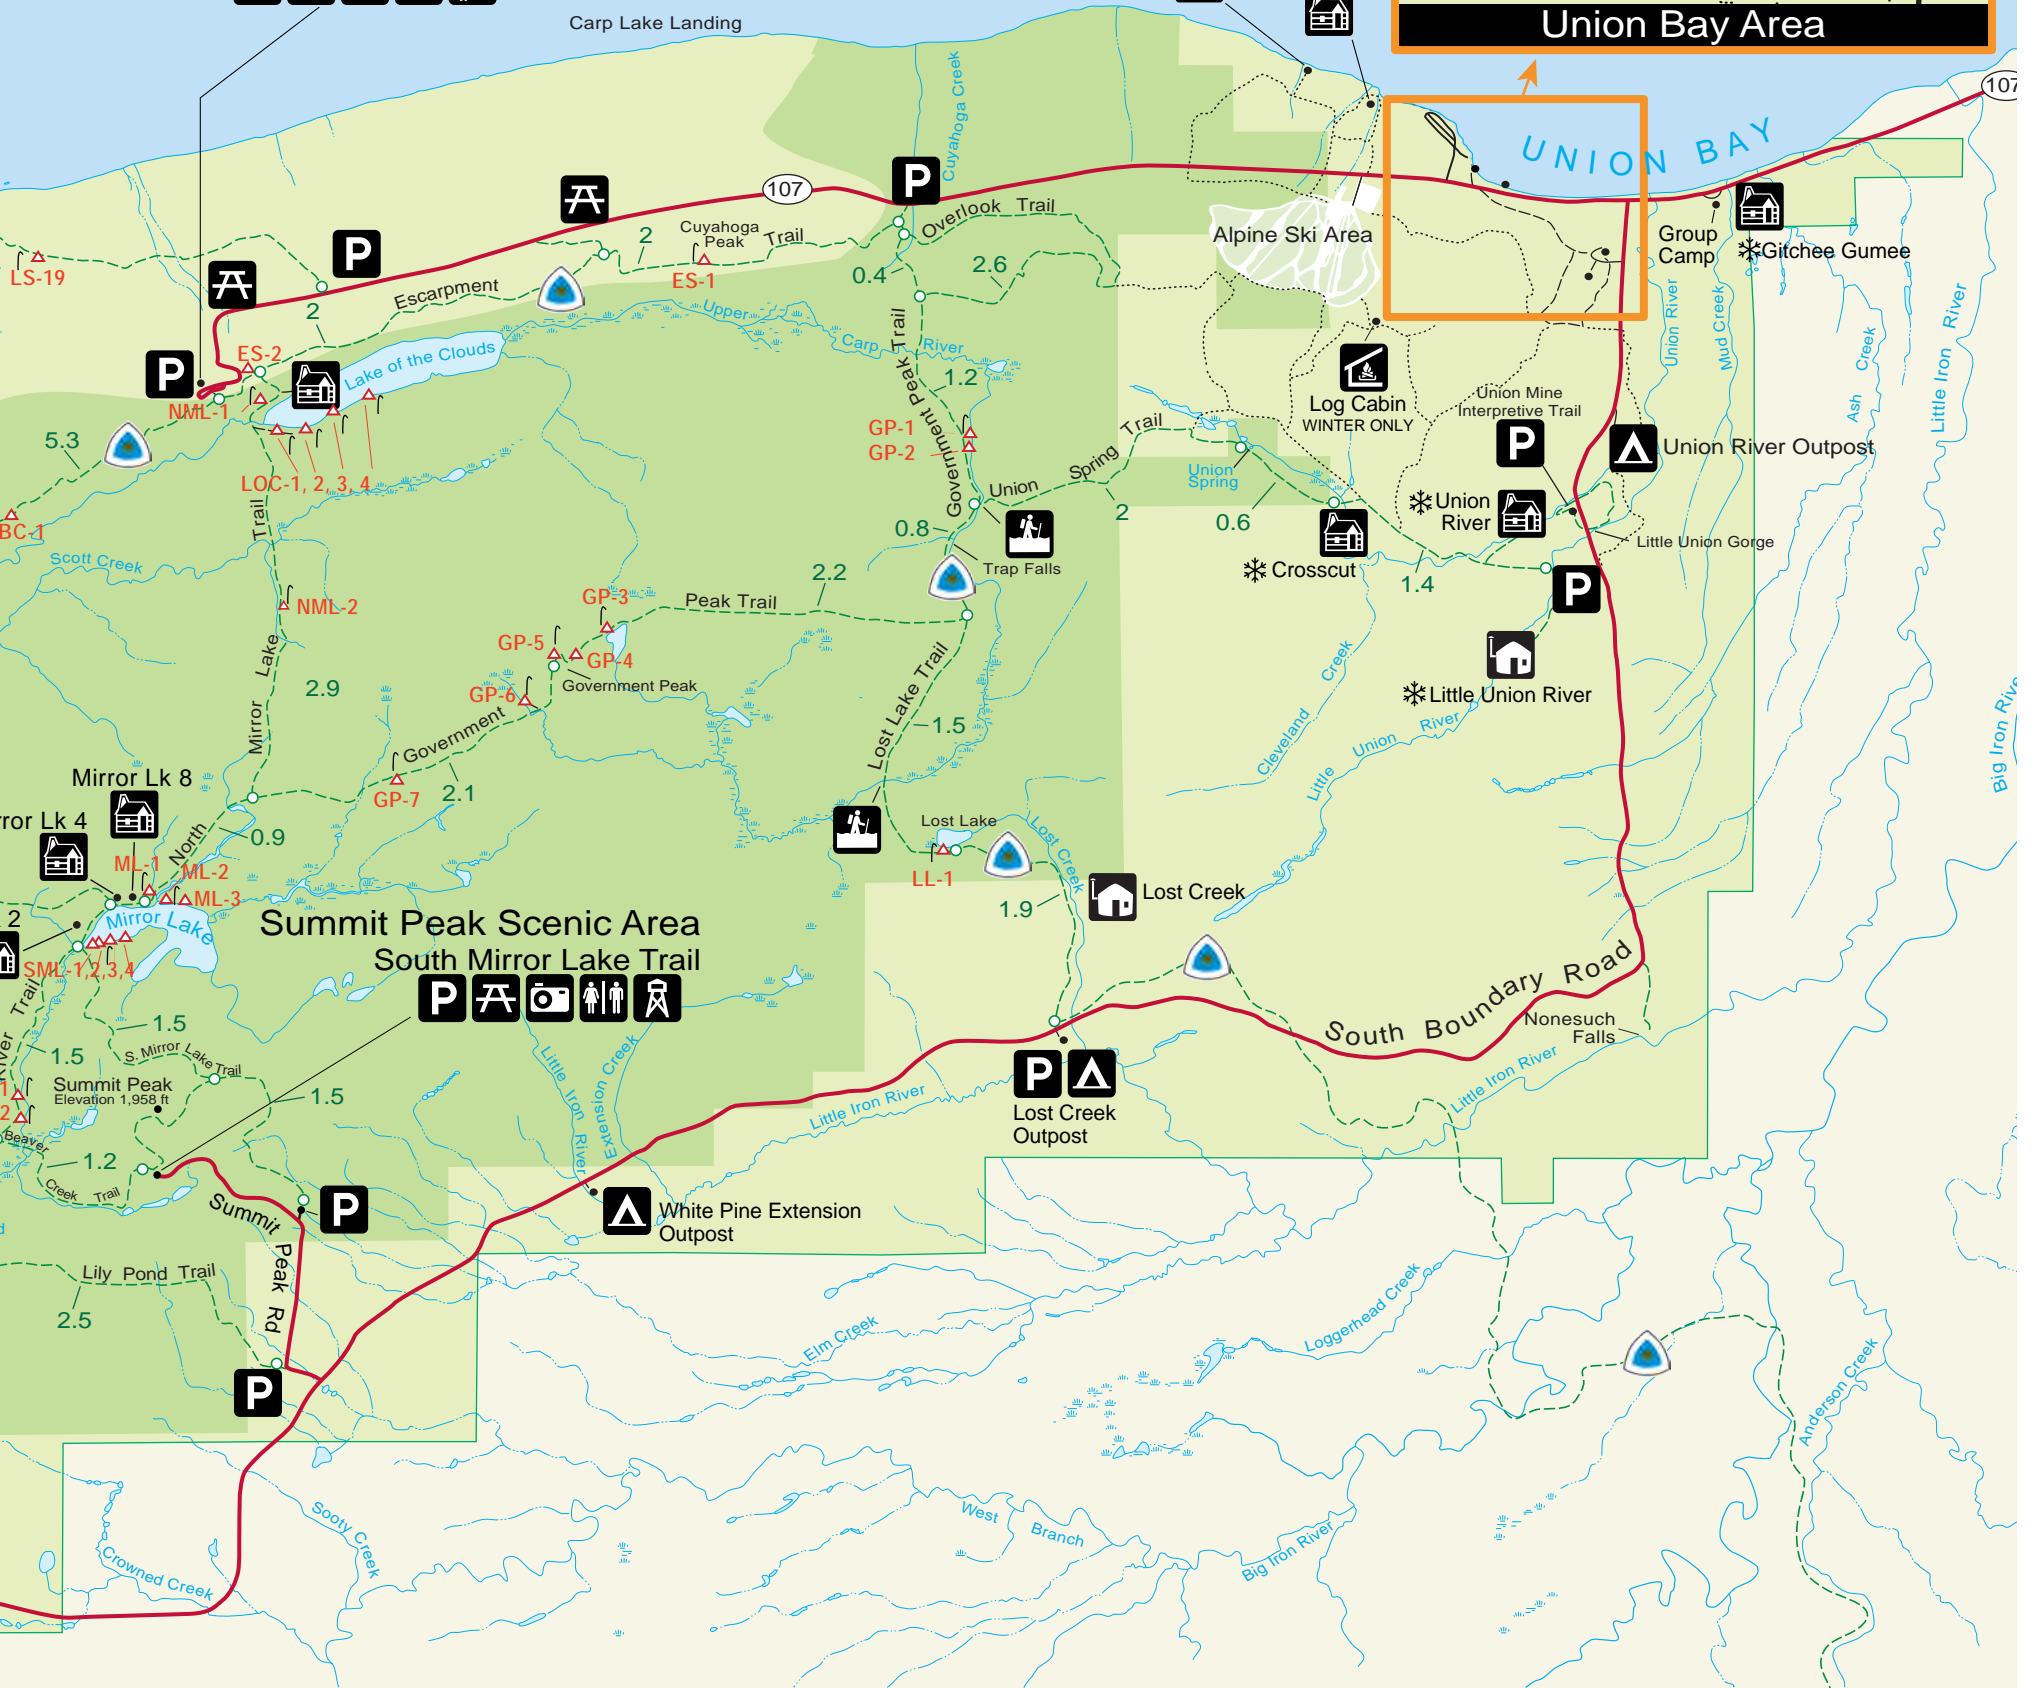 Carp Lake Landing
Union Bay Area
107
UNION BAY
Cuyahoga Creek
P
107
Cuyahoga
Peak
Trail
Overlook Trail
2
ES-1
0.4
2.6
Alpine Ski Area
Group
Camp
Gitchee Gumee
LS-19
P
Escarpment
2
Upper
Carp River
Union River
Mud Creek
Ash Creek
Little Iron River
Big Iron River
P
ES-2
Lake of the Clouds
NML-1
LOC-1, 2, 3, 4
5.3
BC-1
Scott Creek
Government Peak Trail
1.2
GP-1
GP-2
Union Spring Trail
2
Union
Spring
0.6
Log Cabin
WINTER ONLY
Union Mine
Interpretive Trail
P
Union River Outpost
Union
River
Little Union Gorge
Crosscut
1.4
P
Little Union River
0.8
Trap Falls
2.2
Peak Trail
GP-3
GP-5
GP-4
Government Peak
GP-6
Government
GP-7
2.1
NML-2
Mirror Lake Trail
2.9
North
0.9
Lost Lake Trail
1.5
Cleveland Creek
Little Union River
Mirror Lk 8
ror Lk 4
ML-1
ML-2
ML-3
Mirror Lake
2
SML-1,2,3,4
Lost Lake
LL-1
Lost Creek
1.9
Lost Creek
Summit Peak Scenic Area
South Mirror Lake Trail
P
South Boundary Road
Nonesuch
Falls
Little Iron River
River Trail
1.5
1.5
S. Mirror Lake Trail
Summit Peak
Elevation 1,958 ft
1.5
1
2
Beaver
Creek Trail
1.2
Little Iron River
Extension Creek
Little Iron River
P
Lost Creek
Outpost
White Pine Extension
Outpost
P
Summit
Peak Rd
Lily Pond Trail
2.5
P
Elm Creek
Loggerhead Creek
Anderson Creek
Sooty Creek
Crowned Creek
West Branch
Big Iron River